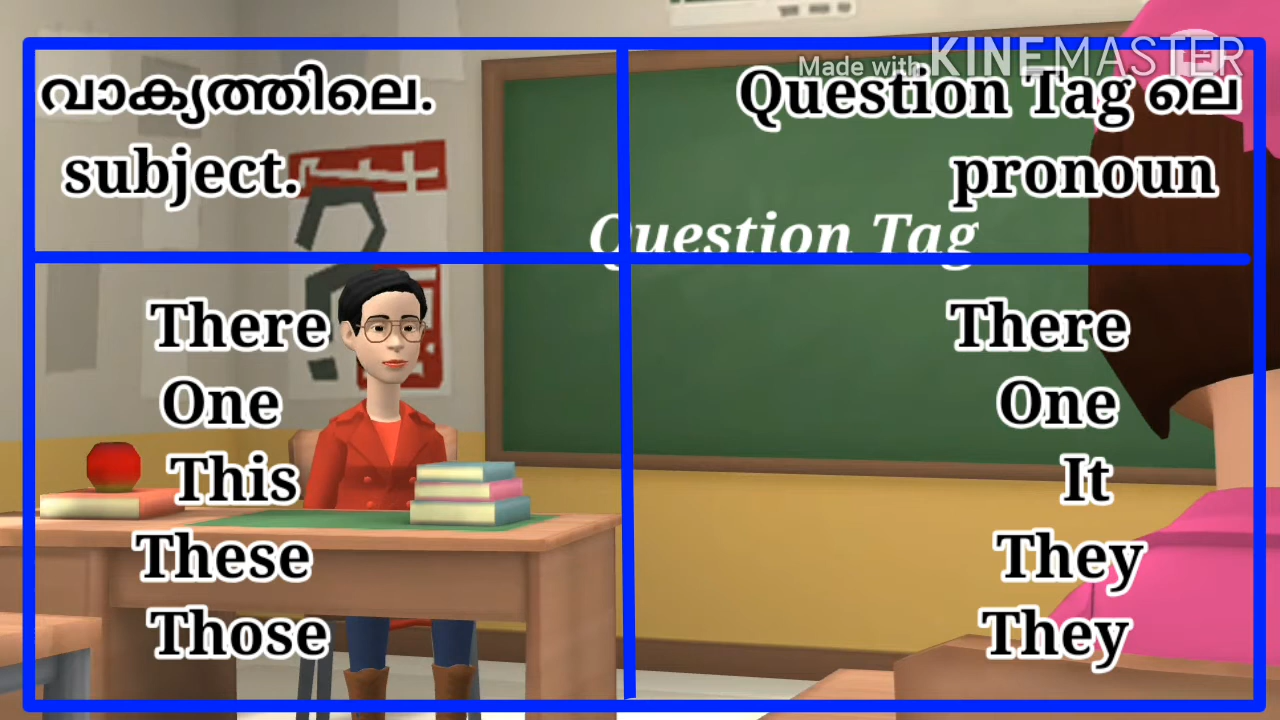 Made with KINEMASTER
വാക്യത്തിലെ.
subject.
Question Tag ലെ
pronoun
Question Tag
There There
One One
This It
These They
Those They